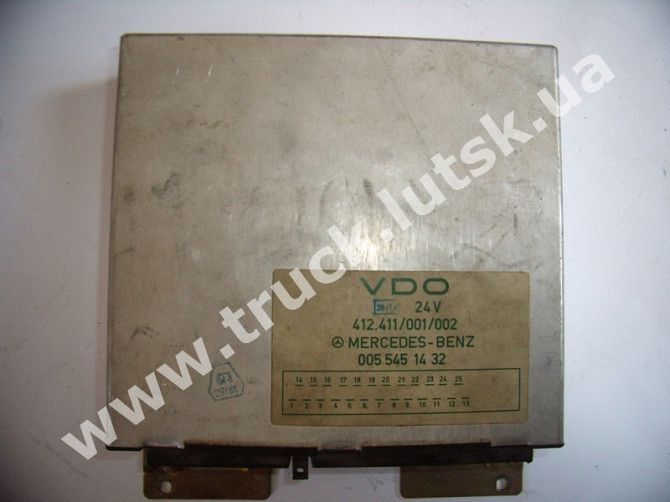 www.truck.lutsk.ua
VDO
24V
412.411/001/002
MERCEDES-BENZ
005 545 14 32
14 15 16 17 18 19 20 21 22 23 24 25
1 2 3 4 5 6 7 8 9 10 11 12 13